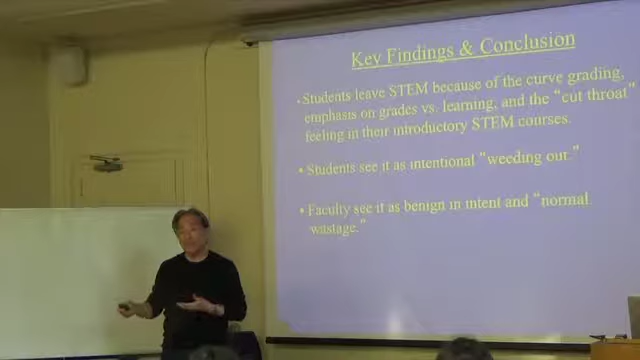 Key Findings & Conclusion
• Students leave STEM because of the curve grading,
emphasis on grades vs. learning, and the “cut throat”
feeling in their introductory STEM courses.
• Students see it as intentional “weeding out.”
• Faculty see it as benign in intent and “normal
wastage.”